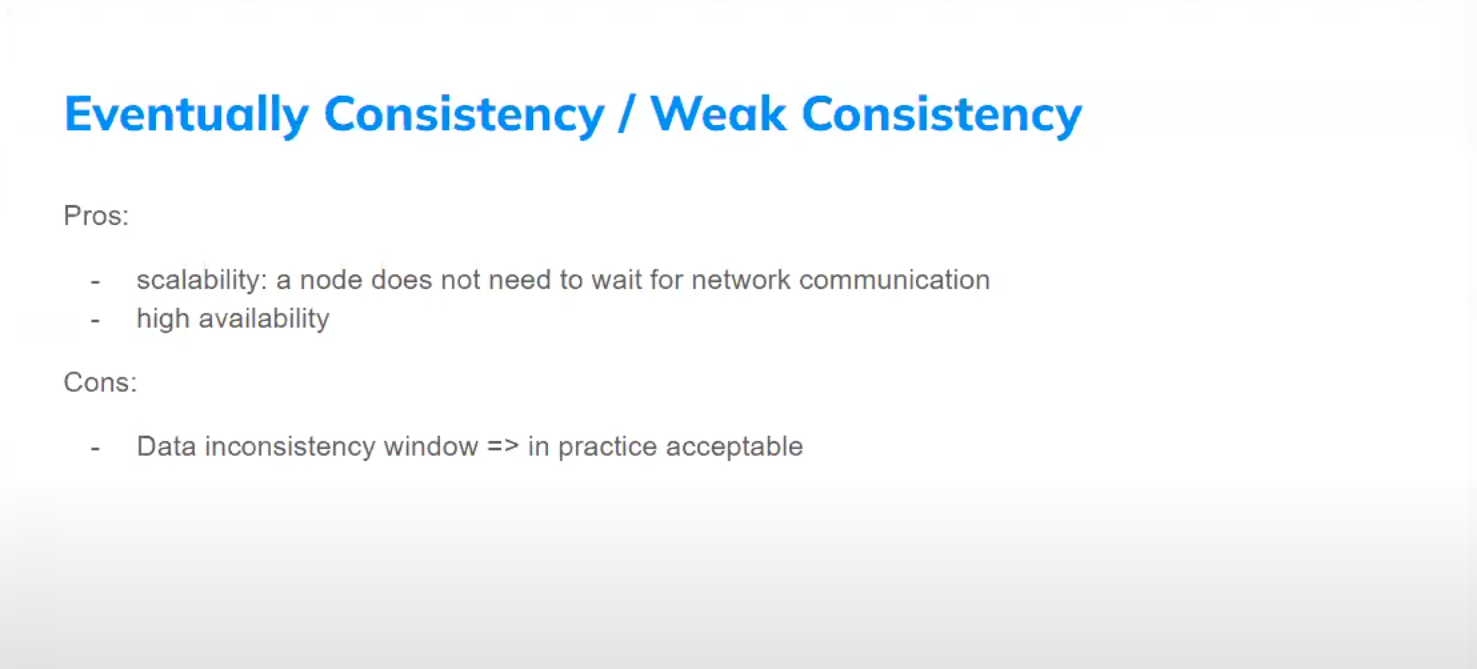 Eventually Consistency / Weak Consistency
Pros:
- scalability: a node does not need to wait for network communication
- high availability
Cons:
- Data inconsistency window => in practice acceptable